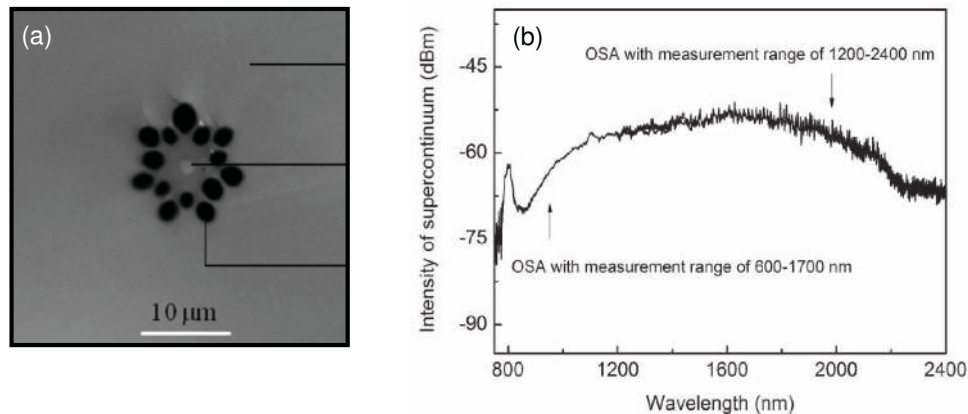 (a)
10 μm
(b)
OSA with measurement range of 1200-2400 nm
OSA with measurement range of 600-1700 nm
Intensity of supercontinuum (dBm)
-45
-60
-75
-90
800 1200 1600 2000 2400
Wavelength (nm)